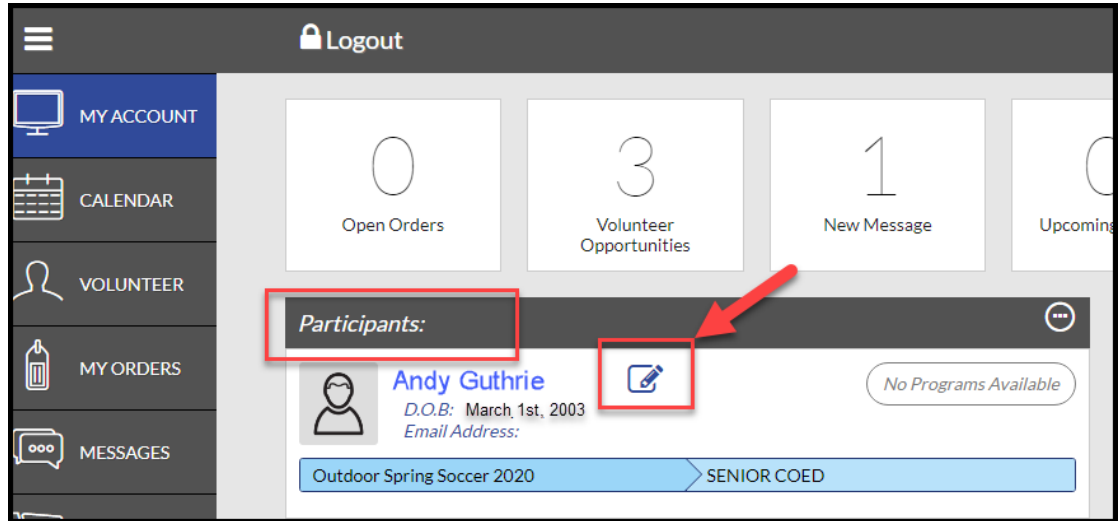 Logout
MY ACCOUNT
CALENDAR
VOLUNTEER
MY ORDERS
MESSAGES
0
Open Orders
3
Volunteer
Opportunities
1
New Message
0
Upcoming
Participants:
Andy Guthrie
D.O.B: March 1st, 2003
Email Address:
No Programs Available
Outdoor Spring Soccer 2020
SENIOR COED